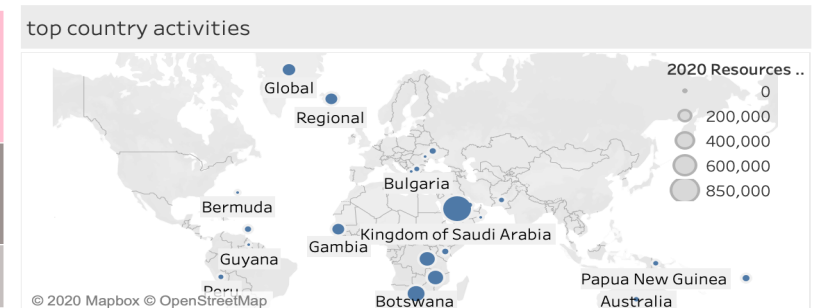 top country activities
2020 Resources ..
0
200,000
400,000
600,000
850,000
Global
Regional
Bulgaria
Bermuda
Kingdom of Saudi Arabia
Gambia
Guyana
Papua New Guinea
Peru
Botswana
Australia
© 2020 Mapbox © OpenStreetMap